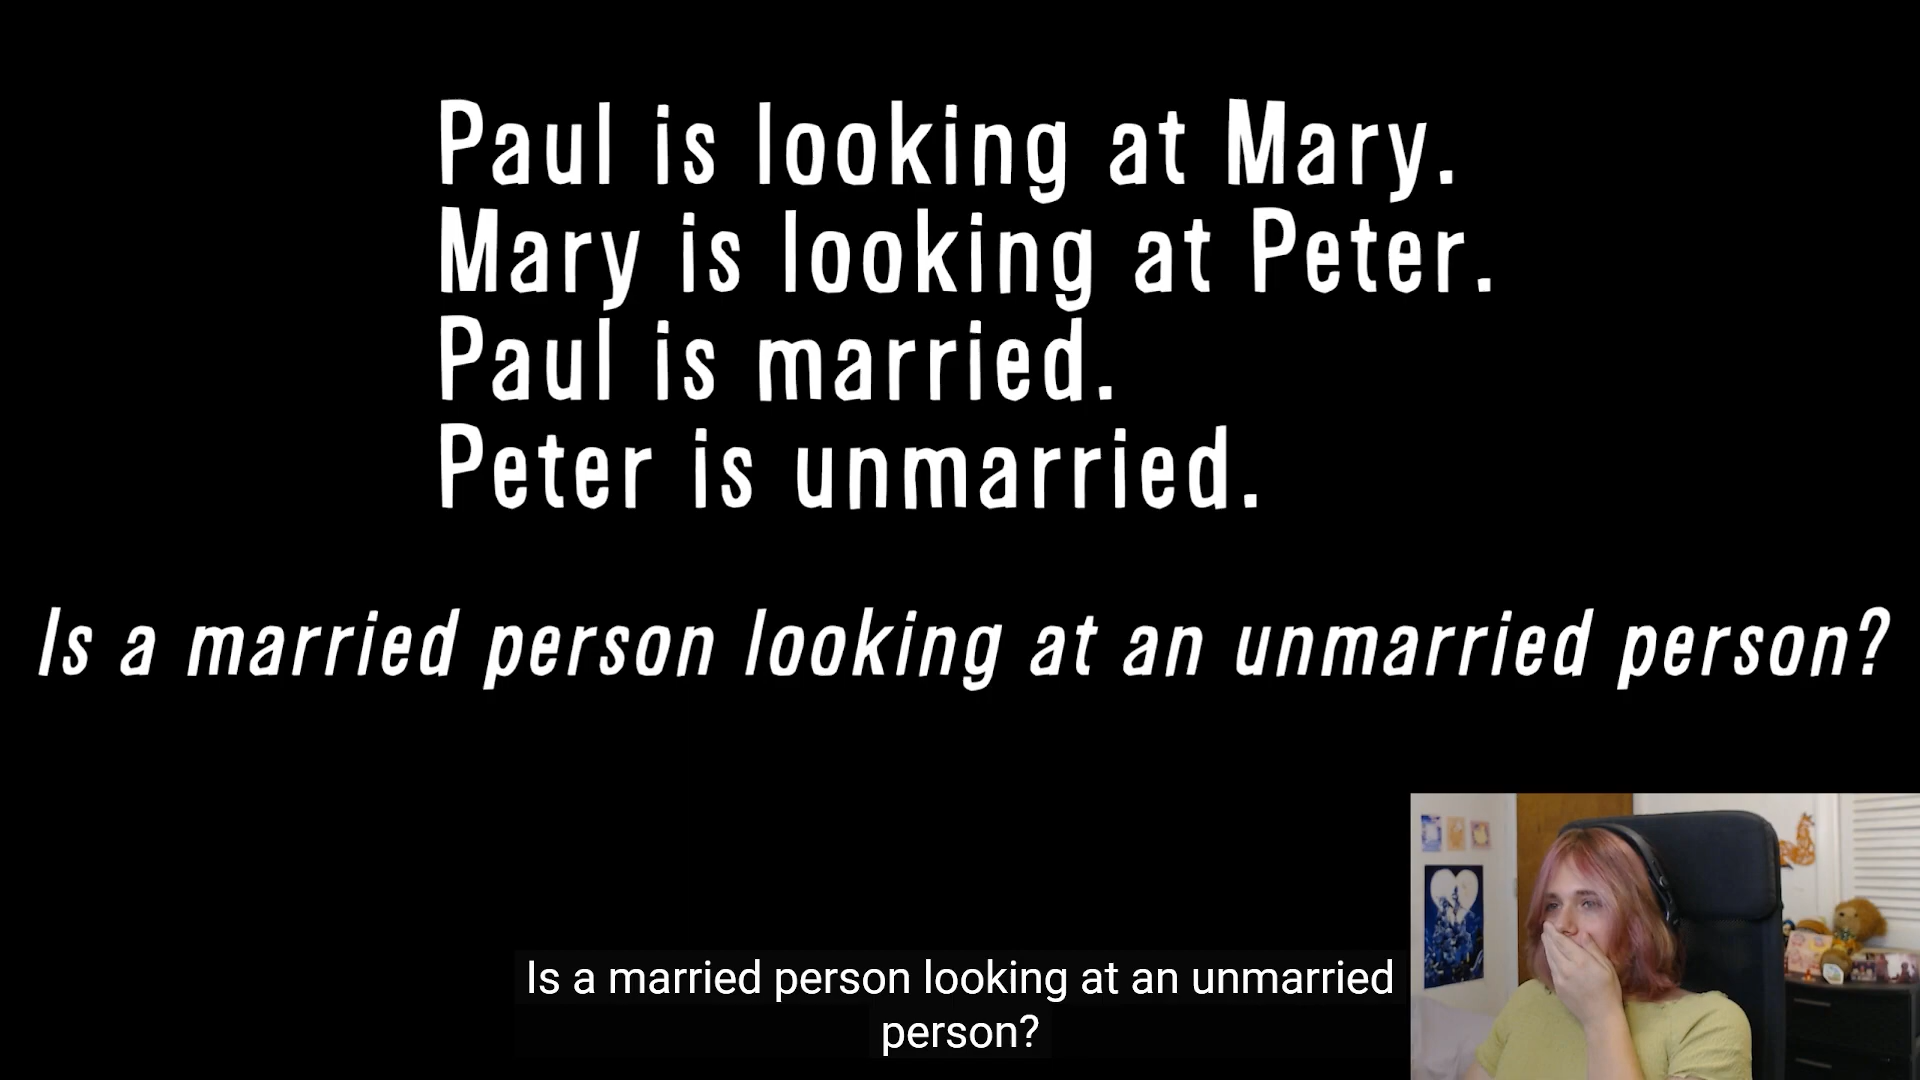 Paul is looking at Mary.
Mary is looking at Peter.
Paul is married.
Peter is unmarried.
Is a married person looking at an unmarried person?
Is a married person looking at an unmarried
person?